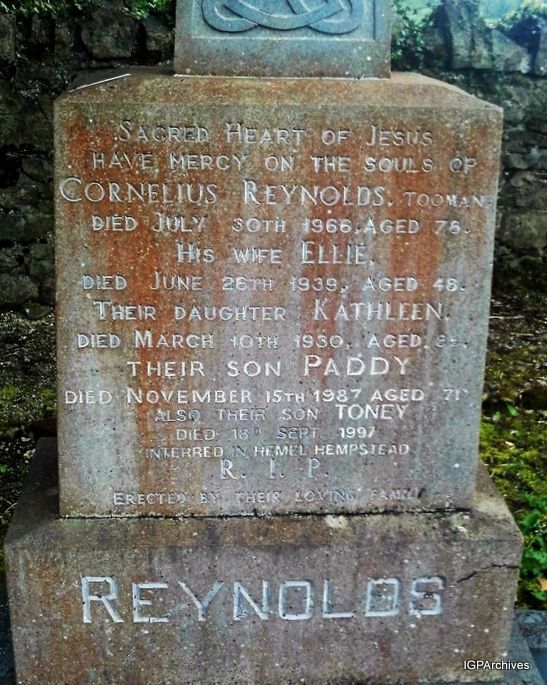 SACRED HEART OF JESUS
HAVE MERCY ON THE SOULS OF
CORNELIUS REYNOLDS. TOOMAN.
DIED JULY 30TH 1966. AGED 78.
HIS WIFE ELLIE.
DIED JUNE 26TH 1939. AGED 46.
THEIR DAUGHTER KATHLEEN.
DIED MARCH 10TH 1930. AGED
THEIR SON PADDY
DIED NOVEMBER 15TH 1987 AGED 71
ALSO THEIR SON TONEY
DIED 18TH SEPT 1997
INTERRED IN HEMEL HEMPSTEAD
R. I. P.
ERECTED BY THEIR LOVING FAMILY
REYNOLDS
IGPArchives